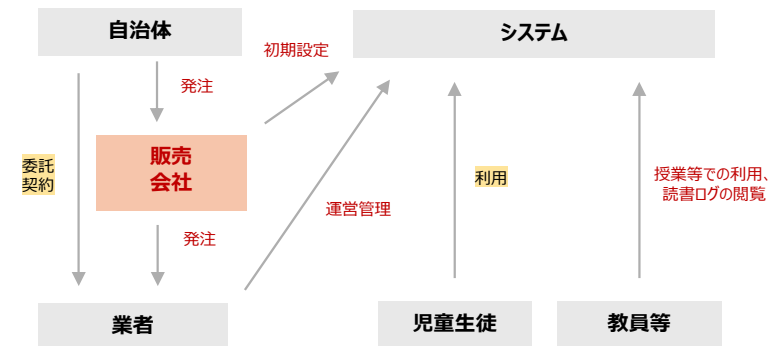 自治体
システム
初期設定
発注
販売
会社
委託
契約
利用
授業等での利用、
読書ログの閲覧
運営管理
発注
業者
児童生徒
教員等